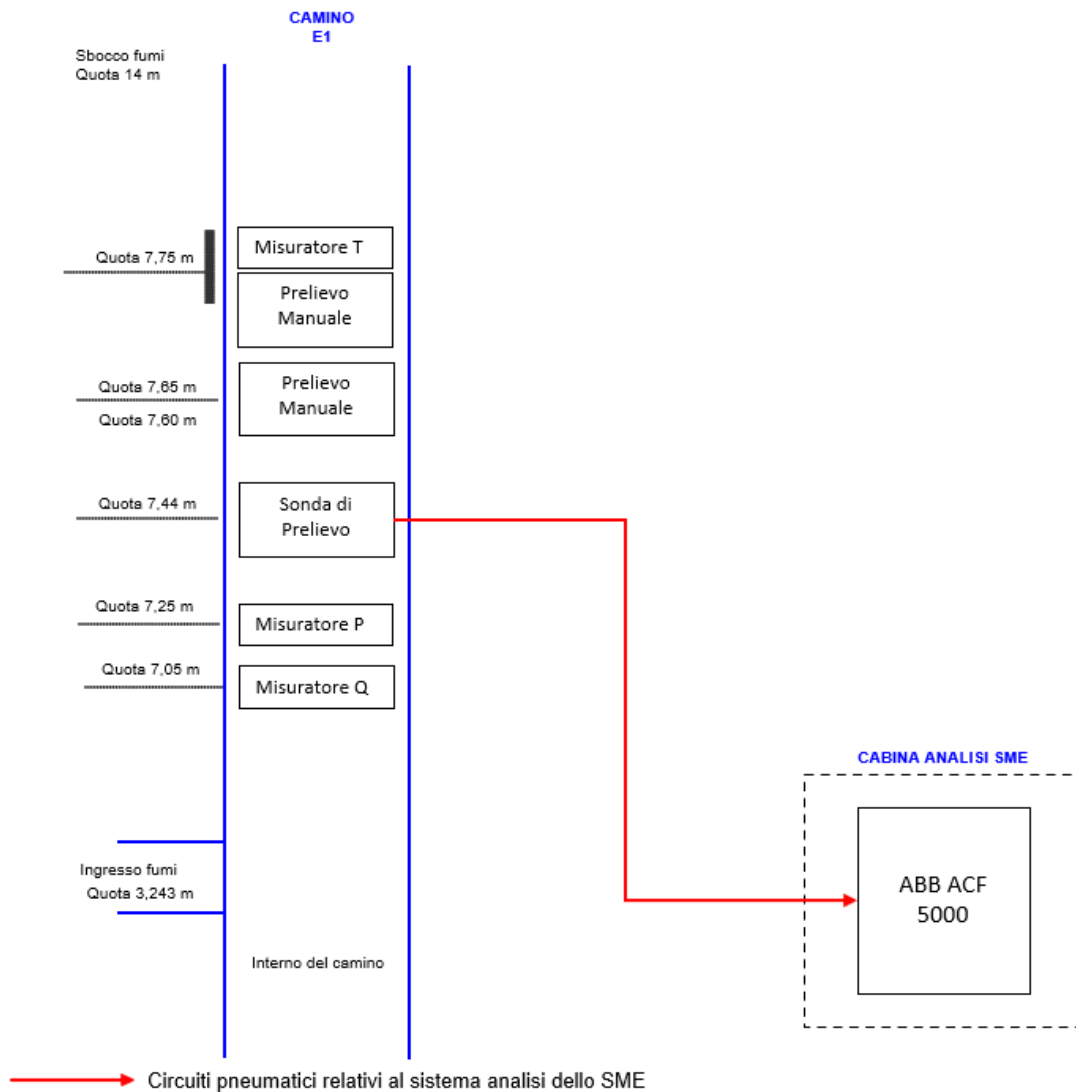 CAMINO
E1
Sbocco fumi
Quota 14 m
Quota 7,75 m
Misuratore T
Prelievo
Manuale
Quota 7,65 m
Quota 7,60 m
Prelievo
Manuale
Quota 7,44 m
Sonda di
Prelievo
Quota 7,25 m
Misuratore P
Quota 7,05 m
Misuratore Q
CABINA ANALISI SME
ABB ACF
5000
Ingresso fumi
Quota 3,243 m
Interno del camino
Circuiti pneumatici relativi al sistema analisi dello SME